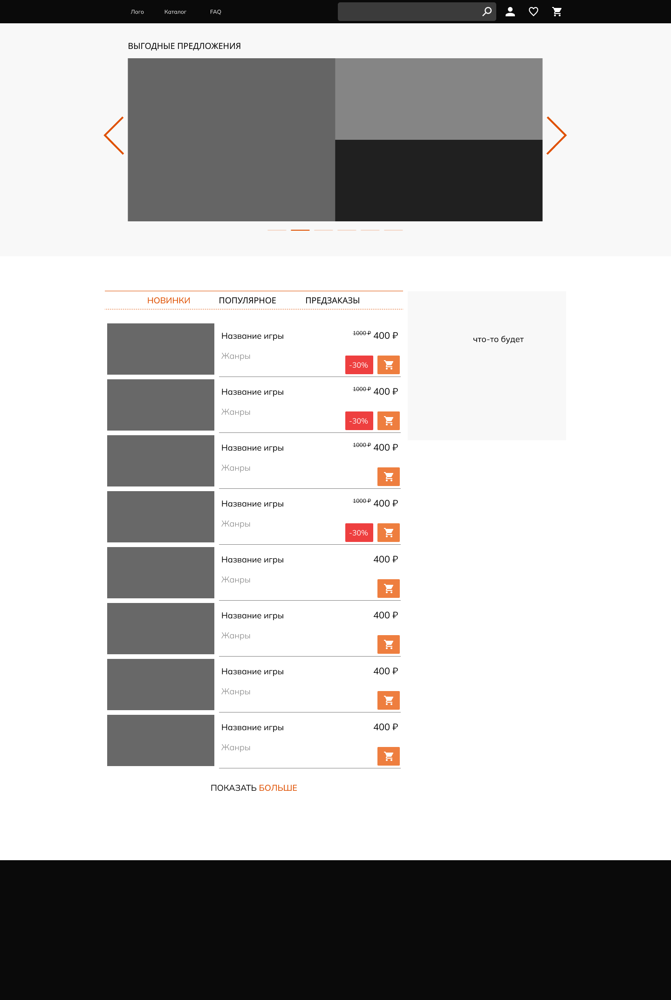 Лого Каталог FAQ
ВЫГОДНЫЕ ПРЕДЛОЖЕНИЯ
НОВИНКИ ПОПУЛЯРНОЕ ПРЕДЗАКАЗЫ
Название игры 1000 ₽ 400 ₽
Жанры
-30%
Название игры 1000 ₽ 400 ₽
Жанры
-30%
Название игры 1000 ₽ 400 ₽
Жанры
Название игры 1000 ₽ 400 ₽
Жанры
-30%
Название игры 400 ₽
Жанры
Название игры 400 ₽
Жанры
Название игры 400 ₽
Жанры
Название игры 400 ₽
Жанры
ПОКАЗАТЬ БОЛЬШЕ
что-то будет